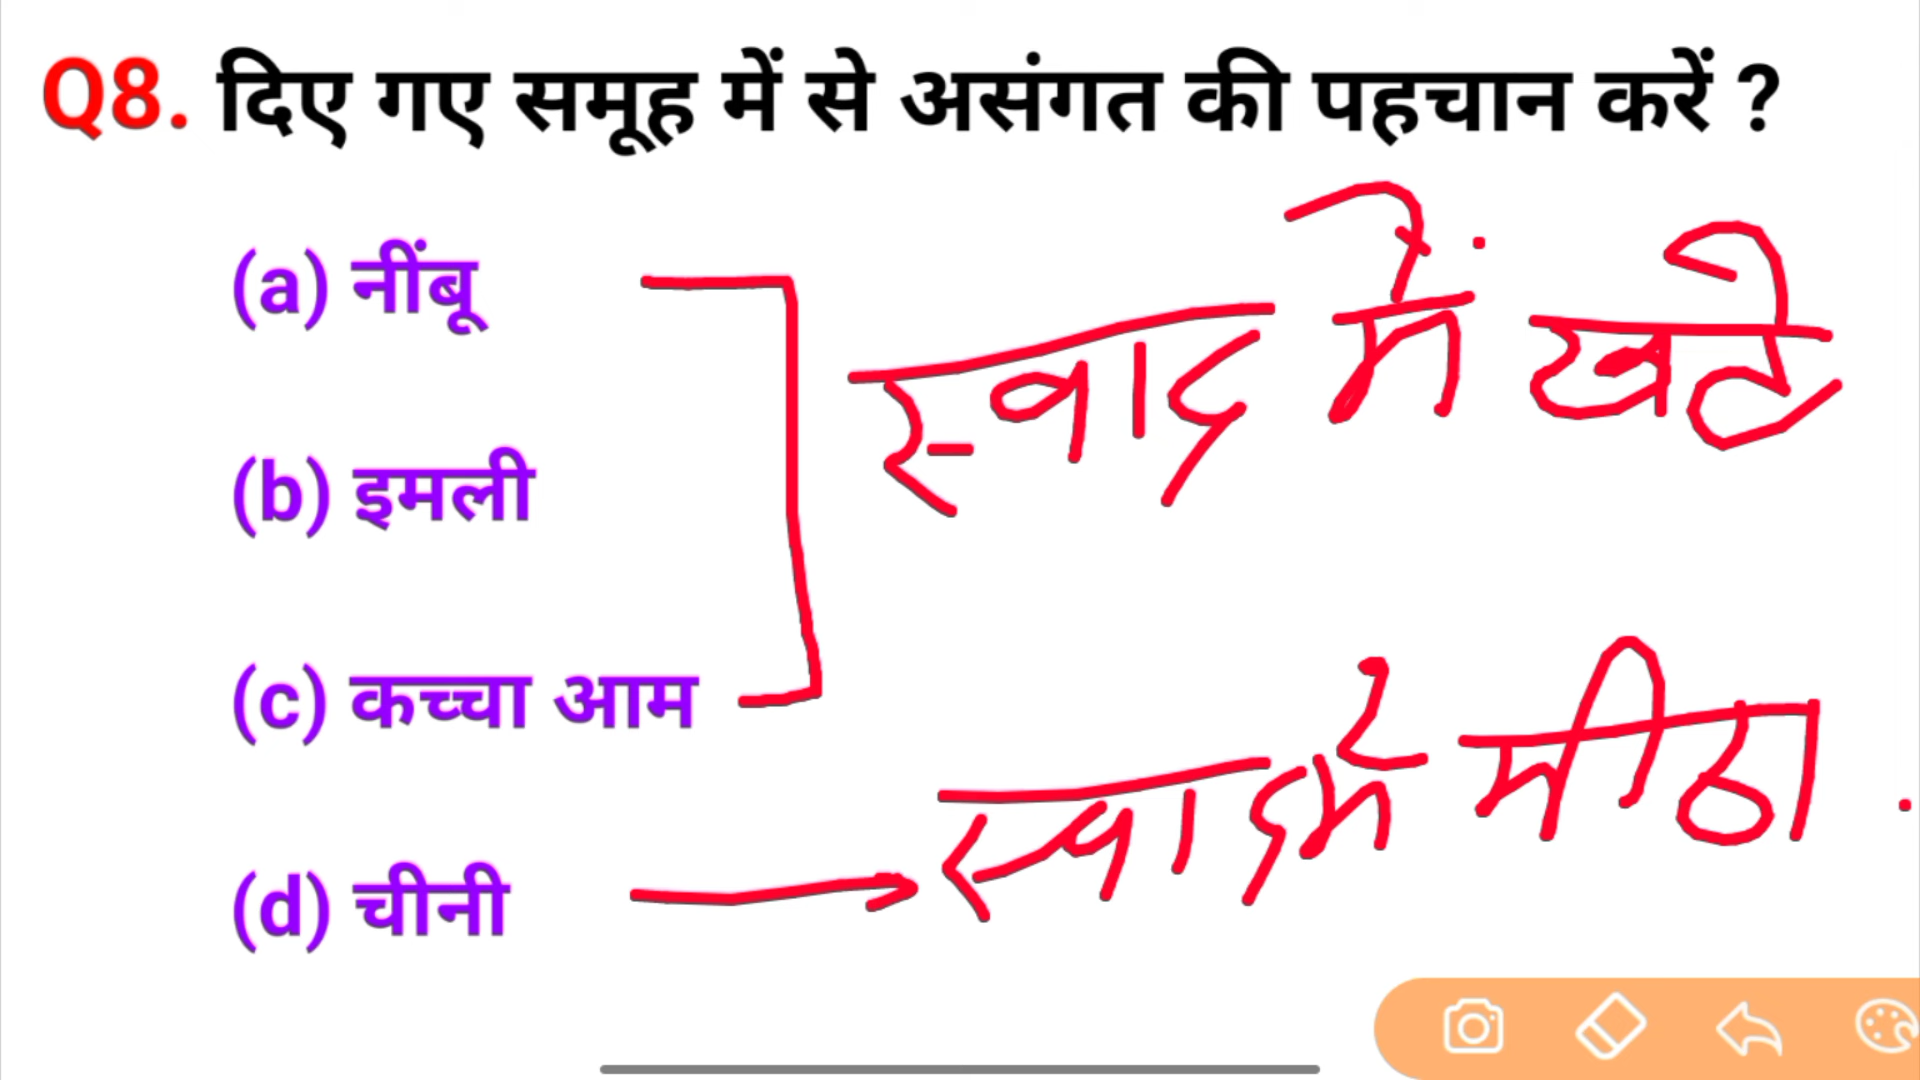 Q8. दिए गए समूह में से असंगत की पहचान करें ?
(a) नींबू
स्वाद में खटे
(b) इमली
(c) कच्चा आम
स्वाद मे मीठा
(d) चीनी